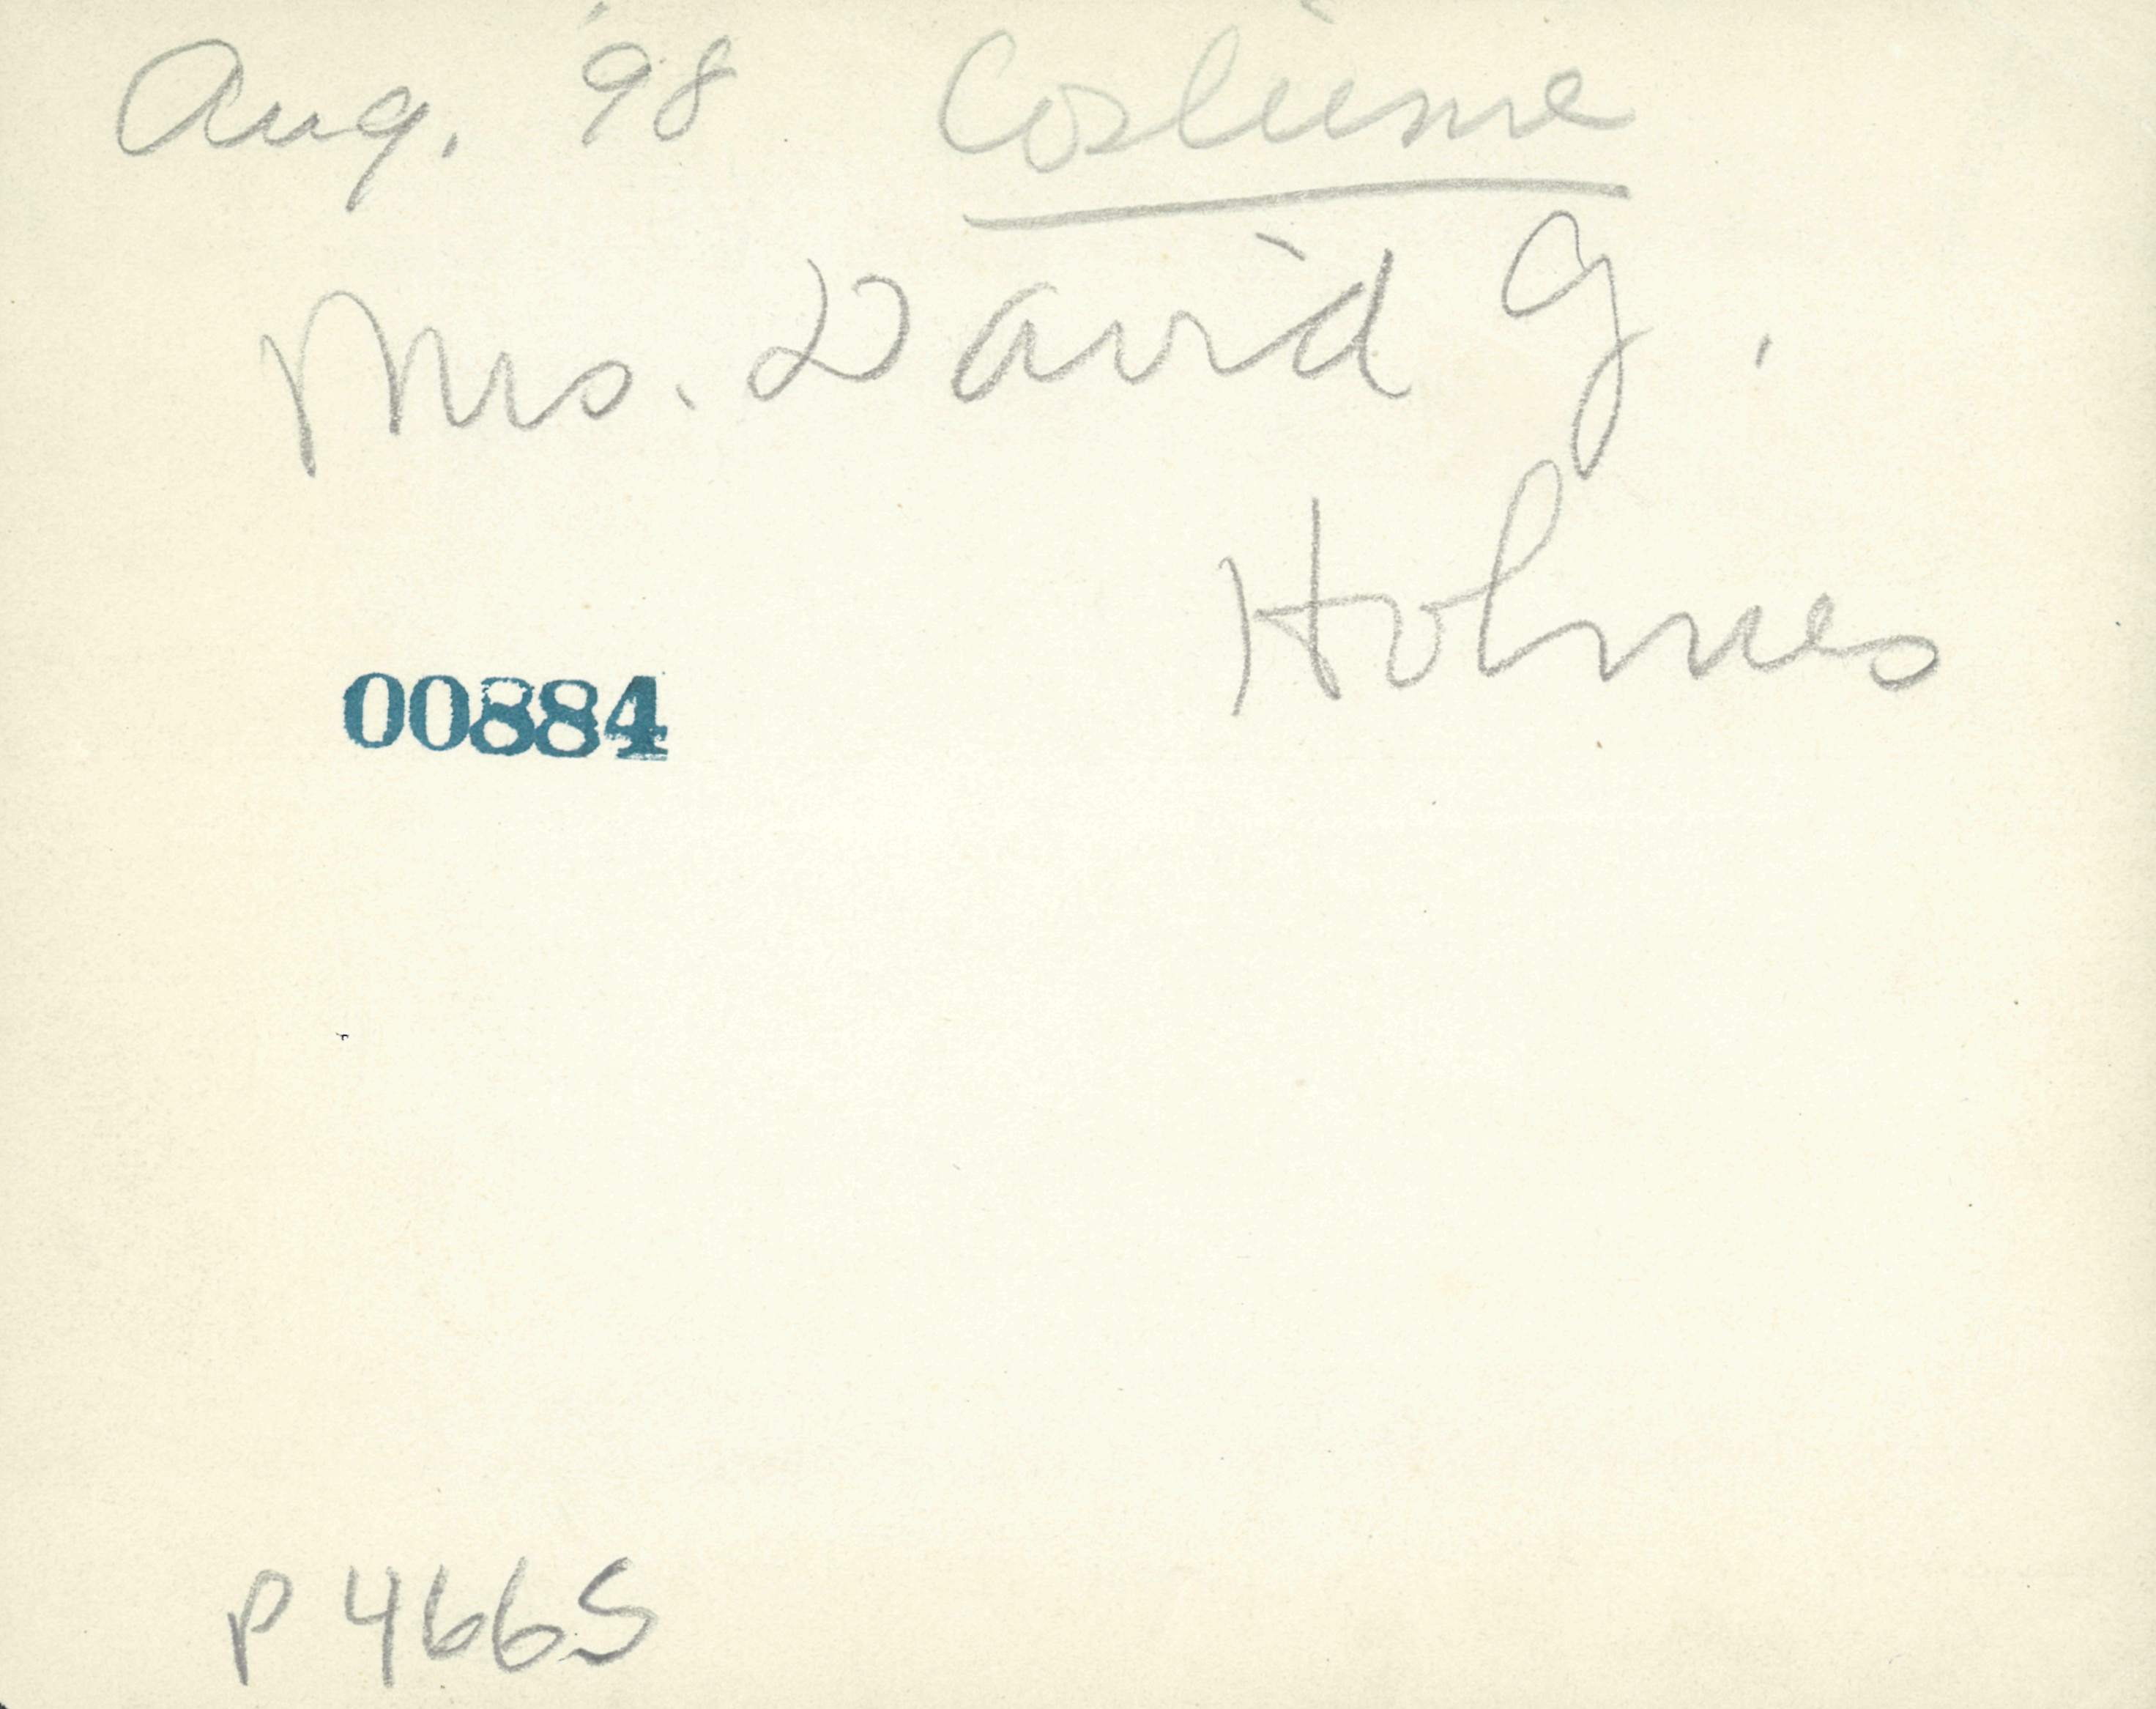 Aug. '98 Costume
Mrs. David G.
Holmes
00884
P 4665